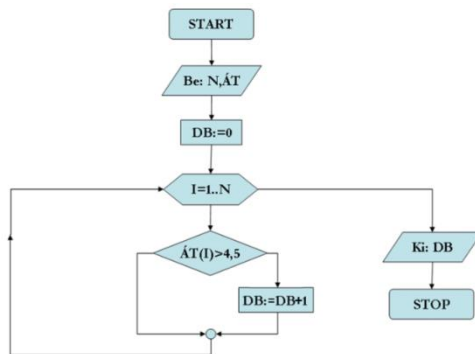 START
Be: N,ÁT
DB:=0
I=1..N
ÁT(I)>4,5
DB:=DB+1
Ki: DB
STOP